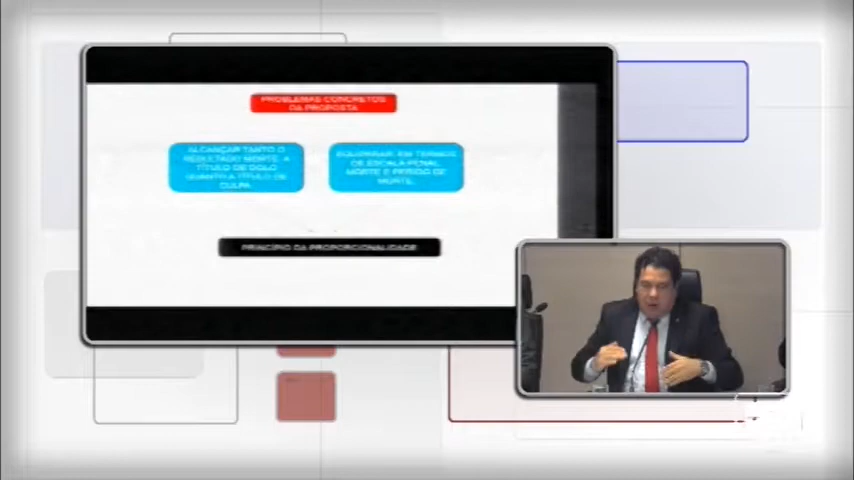 PROBLEMAS CONCRETOS
DA PROPOSTA
ALCANÇAR TANTO O
RESULTADO MORTE A
TÍTULO DE DOLO
QUANTO A TÍTULO DE
CULPA.
EQUIPARAR, EM TERMOS
DE ESCALA PENAL,
MORTE E PERIGO DE
MORTE.
PRINCÍPIO DA PROPORCIONALIDADE